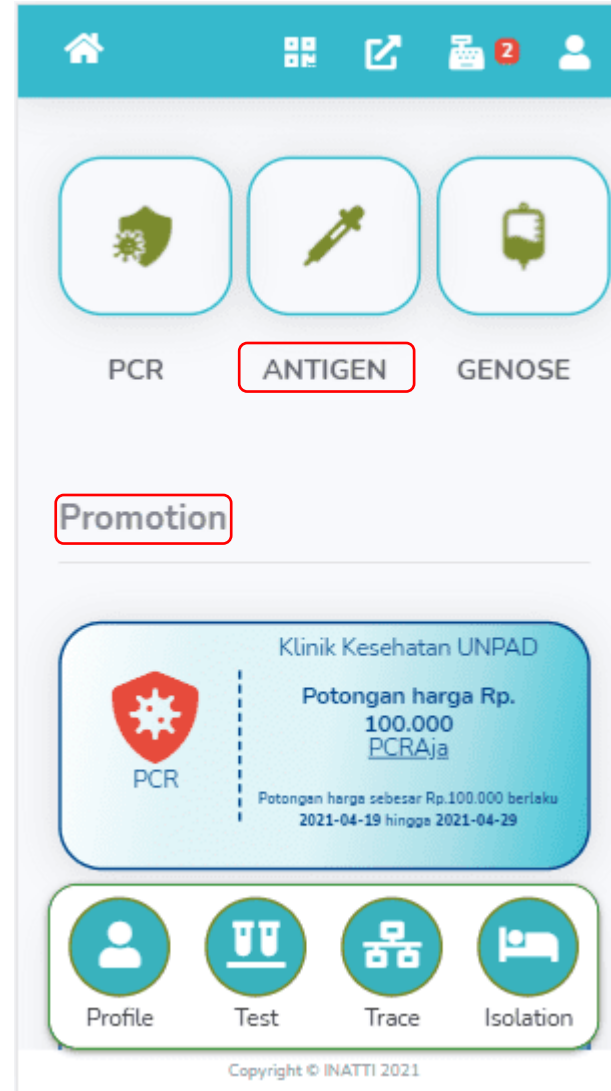 2
PCR
ANTIGEN
GENOSE
Promotion
Klinik Kesehatan UNPAD
Potongan harga Rp.
100.000
PCRAja
PCR
Potongan harga sebesar Rp.100.000 berlaku
2021-04-19 hingga 2021-04-29
Profile
Test
Trace
Isolation
Copyright © INATTI 2021